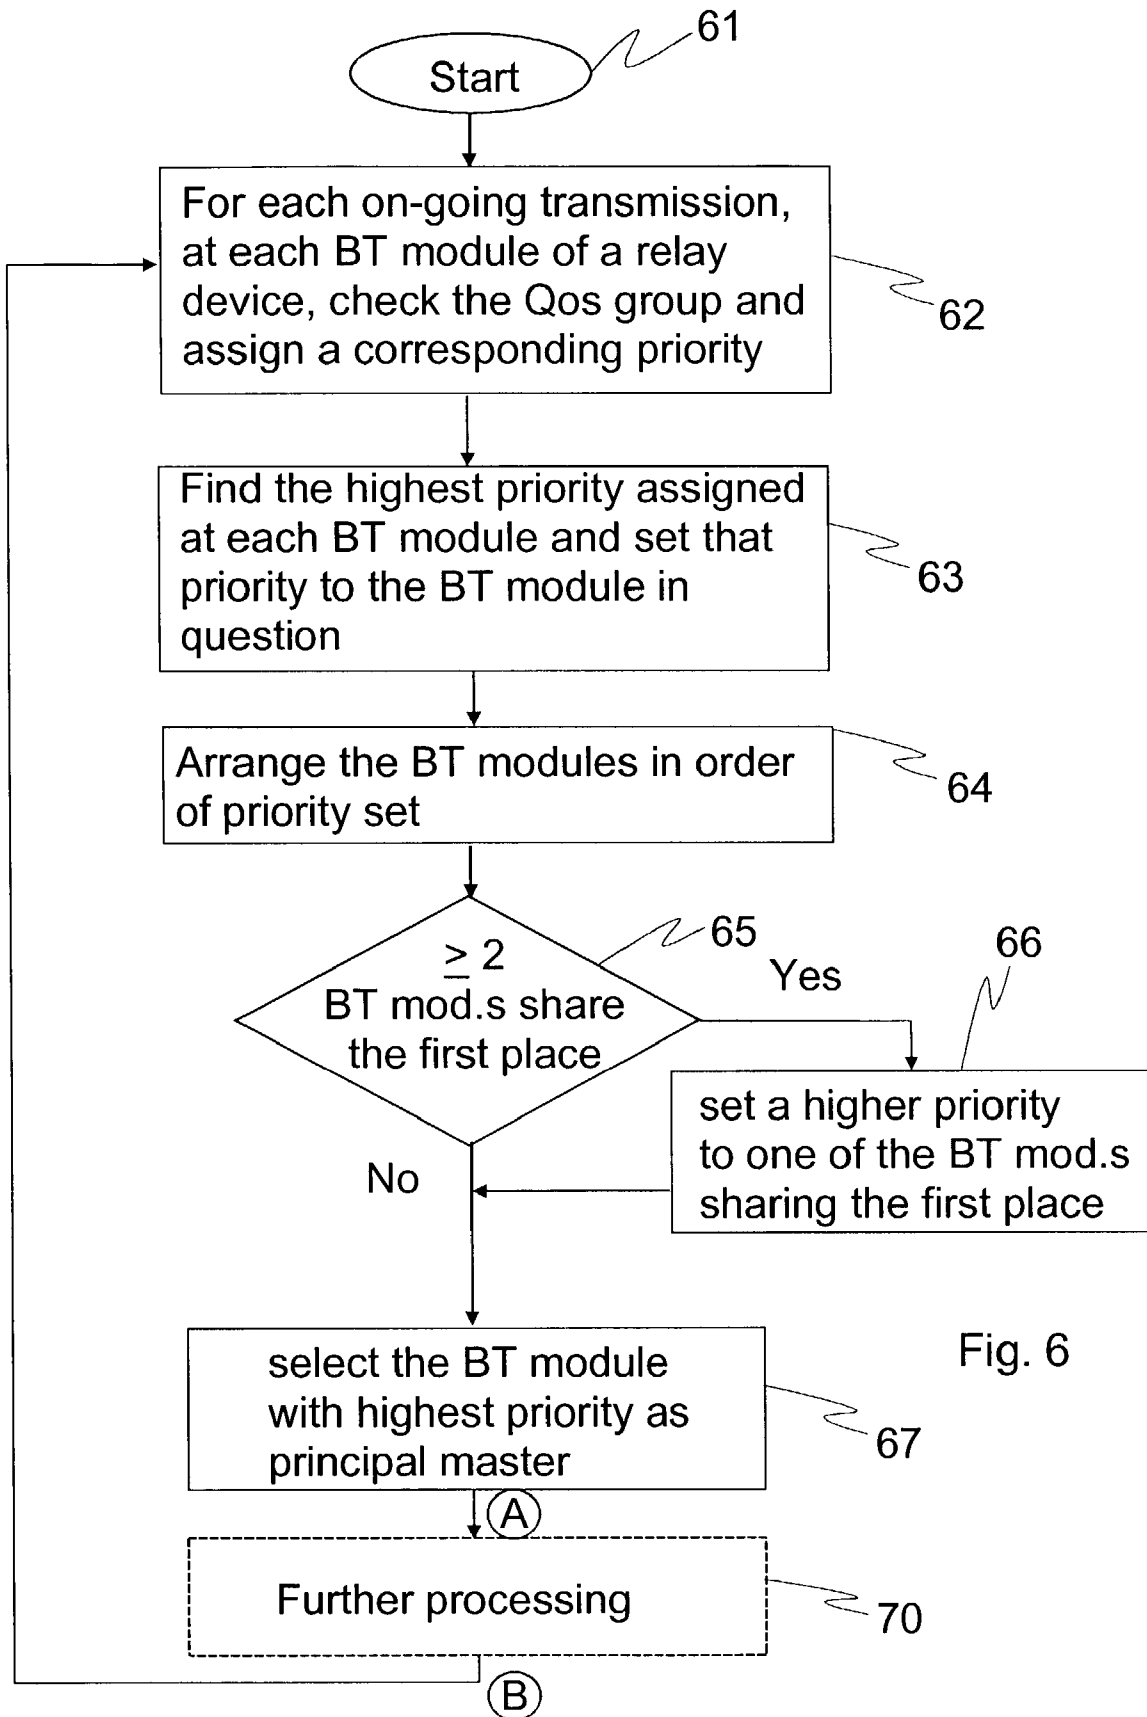 61
Start
For each on-going transmission,
at each BT module of a relay
device, check the Qos group and
assign a corresponding priority
62
Find the highest priority assigned
at each BT module and set that
priority to the BT module in
question
63
Arrange the BT modules in order
of priority set
64
≥ 2
BT mod.s share
the first place
65
Yes
66
set a higher priority
to one of the BT mod.s
sharing the first place
No
select the BT module
with highest priority as
principal master
67
Fig. 6
A
Further processing
70
B